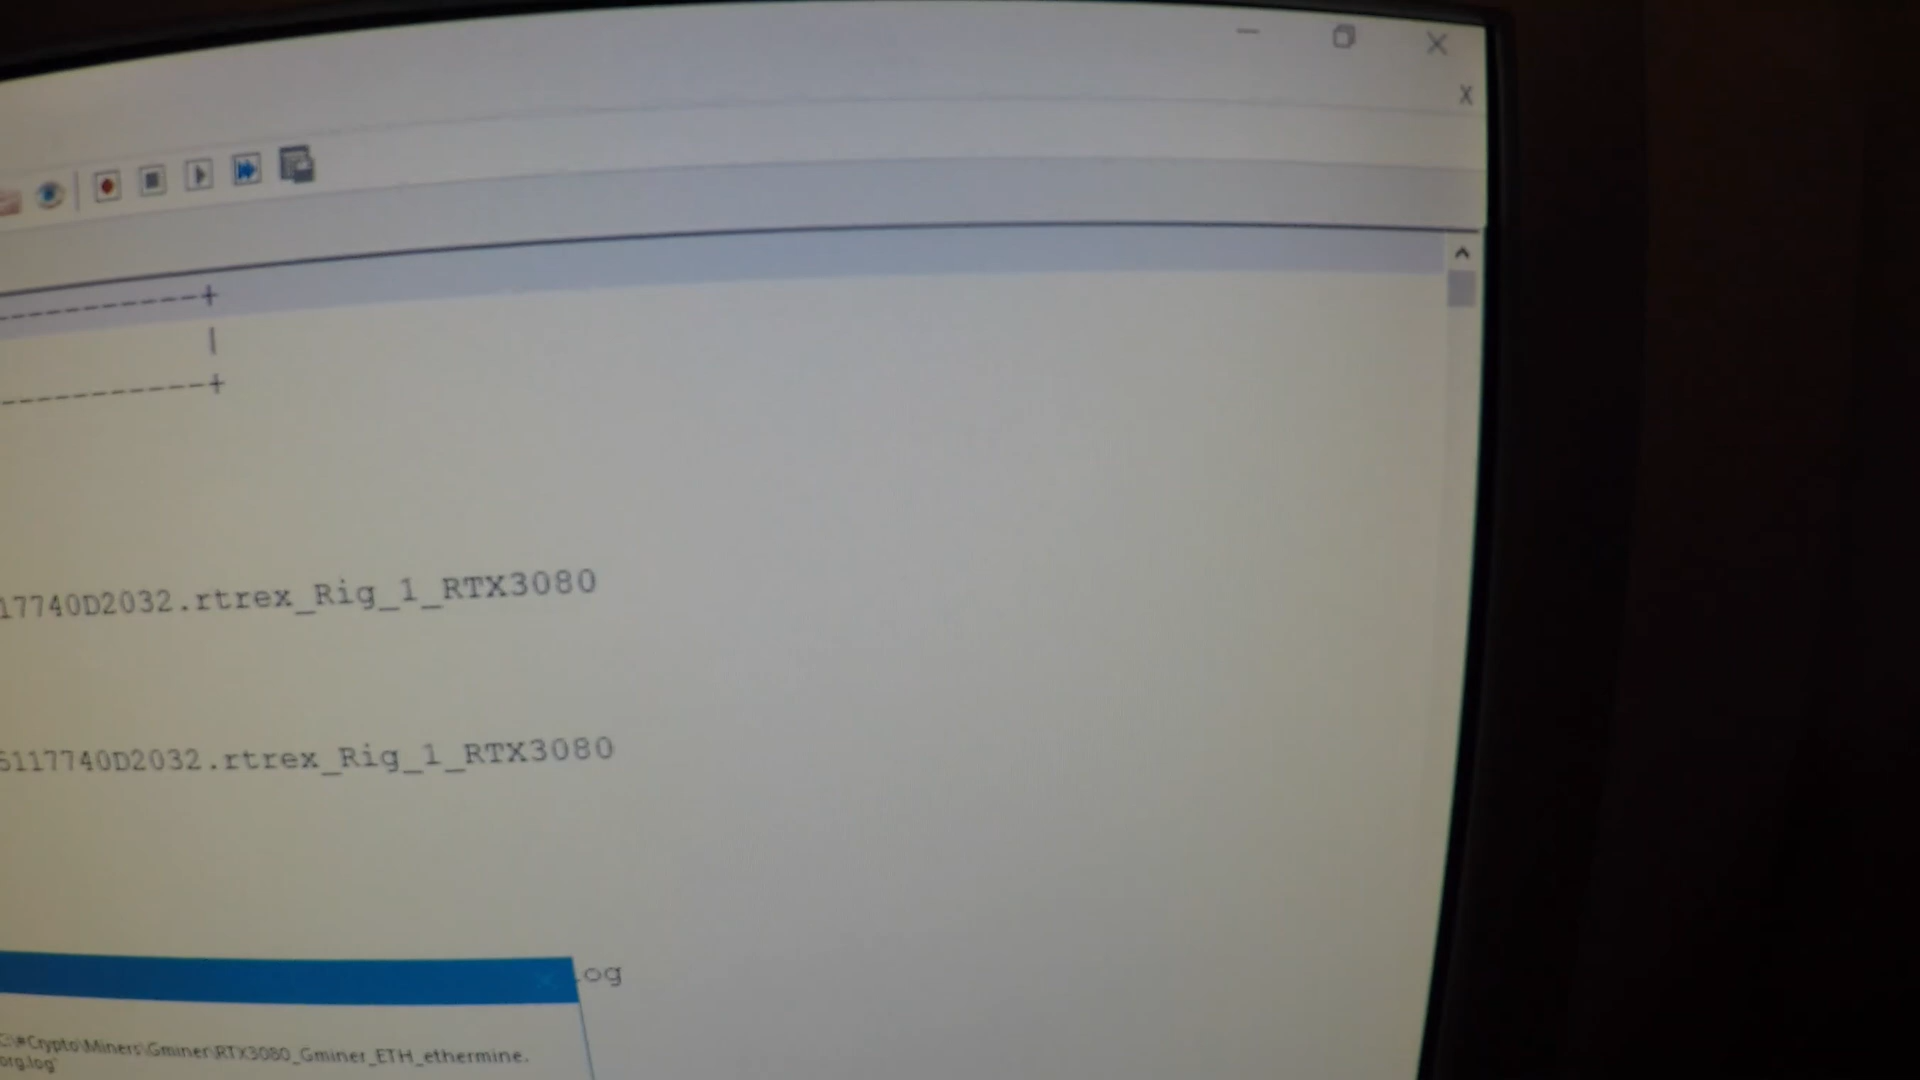 X
-----------+
|
-----------+
17740D2032.rtrex_Rig_1_RTX3080
5117740D2032.rtrex_Rig_1_RTX3080
.og
C:\#Crypto\Miners\Gminer\RTX3080_Gminer_ETH_ethermine.
org.log'